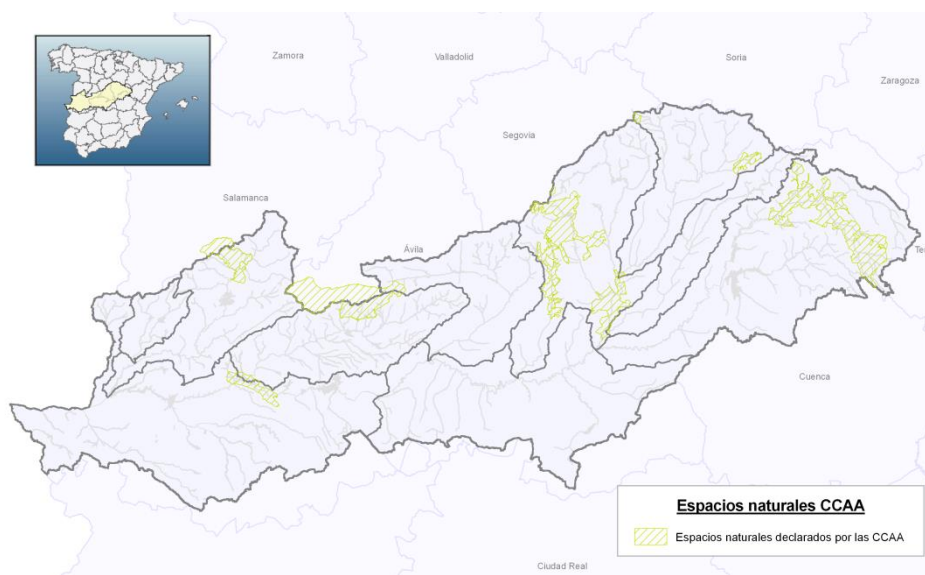 Zamora
Valladolid
Soria
Zaragoza
Segovia
Salamanca
Ávila
Te
Cuenca
Espacios naturales CCAA
Espacios naturales declarados por las CCAA
Ciudad Real